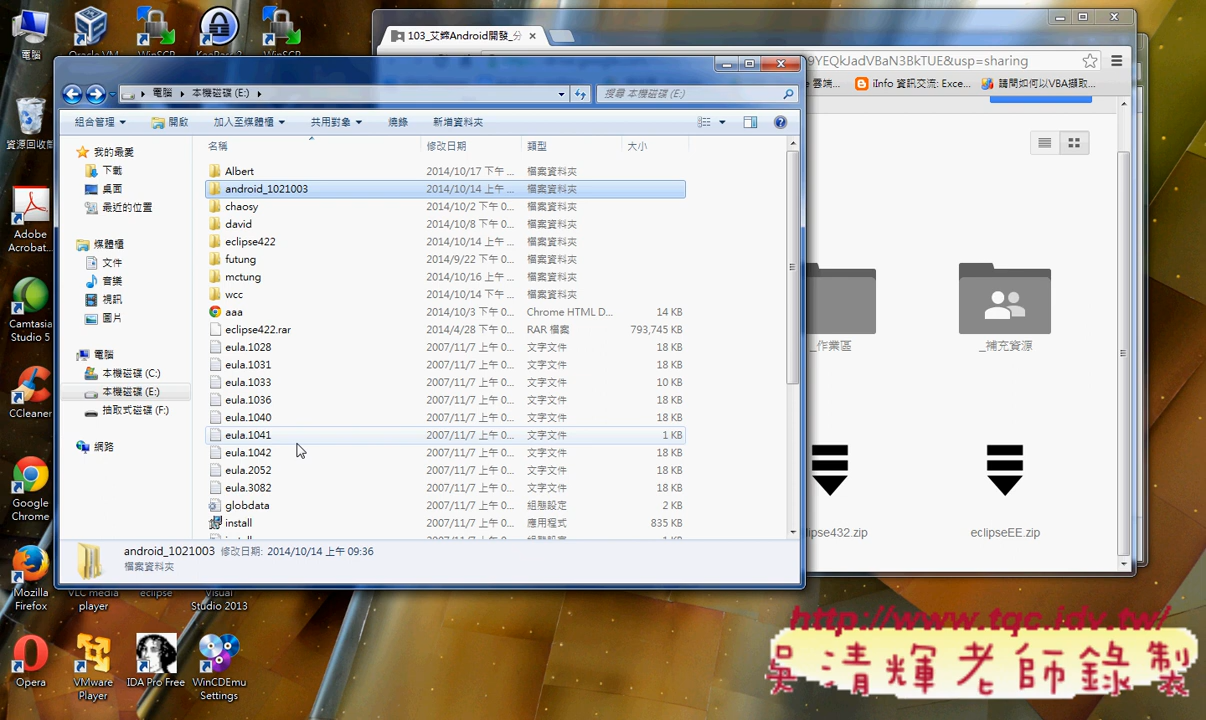 電腦
Oracle VM
WinSCP
KeePass 2
WinSCP
資源回收筒
Adobe
Acrobat...
Camtasia
Studio 5
CCleaner
Google
Chrome
Mozilla
Firefox
VLC media
player
eclipse
Visual
Studio 2013
Opera
VMware
Player
IDA Pro Free
WinCDEmu
Settings
103_艾鍗Android開發_分
9YEQkJadVBaN3BkTUE&usp=sharing
雲端...
iInfo 資訊交流: Exce...
請問如何以VBA擷取...
_作業區
_補充資源
lipse432.zip
eclipseEE.zip
電腦
本機磁碟 (E:)
搜尋 本機磁碟 (E:)
組合管理
開啟
加入至媒體櫃
共用對象
燒錄
新增資料夾
我的最愛
下載
桌面
最近的位置
媒體櫃
文件
音樂
視訊
圖片
電腦
本機磁碟 (C:)
本機磁碟 (E:)
抽取式磁碟 (F:)
網路
名稱 修改日期 類型 大小
Albert 2014/10/17 下午 ... 檔案資料夾
android_1021003 2014/10/14 上午 ... 檔案資料夾
chaosy 2014/10/2 下午 0... 檔案資料夾
david 2014/10/8 下午 0... 檔案資料夾
eclipse422 2014/10/14 上午 ... 檔案資料夾
futung 2014/9/22 下午 0... 檔案資料夾
mctung 2014/10/16 上午 ... 檔案資料夾
wcc 2014/10/14 下午 ... 檔案資料夾
aaa 2014/10/3 下午 0... Chrome HTML D... 14 KB
eclipse422.rar 2014/4/28 下午 0... RAR 檔案 793,745 KB
eula.1028 2007/11/7 上午 0... 文字文件 18 KB
eula.1031 2007/11/7 上午 0... 文字文件 18 KB
eula.1033 2007/11/7 上午 0... 文字文件 10 KB
eula.1036 2007/11/7 上午 0... 文字文件 18 KB
eula.1040 2007/11/7 上午 0... 文字文件 18 KB
eula.1041 2007/11/7 上午 0... 文字文件 1 KB
eula.1042 2007/11/7 上午 0... 文字文件 18 KB
eula.2052 2007/11/7 上午 0... 文字文件 18 KB
eula.3082 2007/11/7 上午 0... 文字文件 18 KB
globdata 2007/11/7 上午 0... 組態設定 2 KB
install 2007/11/7 上午 0... 應用程式 835 KB
android_1021003 修改日期: 2014/10/14 上午 09:36
檔案資料夾
http://www.tqc.idv.tw/
吳清輝老師錄製